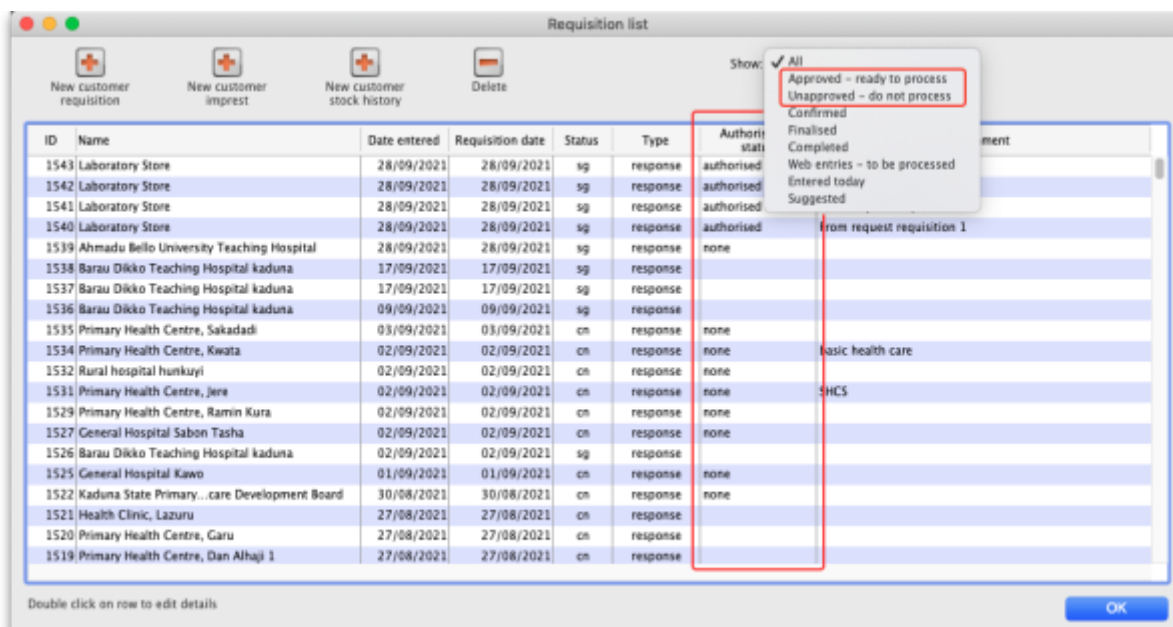 Requisition list
New customer requisition
New customer imprest
New customer stock history
Delete
Show:
✓ All
Approved – ready to process
Unapproved – do not process
Confirmed
Finalised
Completed
Web entries – to be processed
Entered today
Suggested
ID Name Date entered Requisition date Status Type
1543 Laboratory Store 28/09/2021 28/09/2021 sg response authorised
1542 Laboratory Store 28/09/2021 28/09/2021 sg response authorised
1541 Laboratory Store 28/09/2021 28/09/2021 sg response authorised
1540 Laboratory Store 28/09/2021 28/09/2021 sg response authorised From request requisition 1
1539 Ahmadu Bello University Teaching Hospital 28/09/2021 28/09/2021 sg response none
1538 Barau Dikko Teaching Hospital kaduna 17/09/2021 17/09/2021 sg response
1537 Barau Dikko Teaching Hospital kaduna 17/09/2021 17/09/2021 sg response
1536 Barau Dikko Teaching Hospital kaduna 09/09/2021 09/09/2021 sg response
1535 Primary Health Centre, Sakadadi 03/09/2021 03/09/2021 cn response none
1534 Primary Health Centre, Kwata 02/09/2021 02/09/2021 cn response none basic health care
1532 Rural hospital hunkuyi 02/09/2021 02/09/2021 cn response none
1531 Primary Health Centre, Jere 02/09/2021 02/09/2021 cn response none SHCS
1529 Primary Health Centre, Ramin Kura 02/09/2021 02/09/2021 cn response none
1527 General Hospital Sabon Tasha 02/09/2021 02/09/2021 cn response none
1526 Barau Dikko Teaching Hospital kaduna 02/09/2021 02/09/2021 sg response
1525 General Hospital Kawo 01/09/2021 01/09/2021 cn response none
1522 Kaduna State Primary...care Development Board 30/08/2021 30/08/2021 cn response none
1521 Health Clinic, Lazuru 27/08/2021 27/08/2021 cn response
1520 Primary Health Centre, Garu 27/08/2021 27/08/2021 cn response
1519 Primary Health Centre, Dan Alhaji 1 27/08/2021 27/08/2021 cn response
Double click on row to edit details
OK